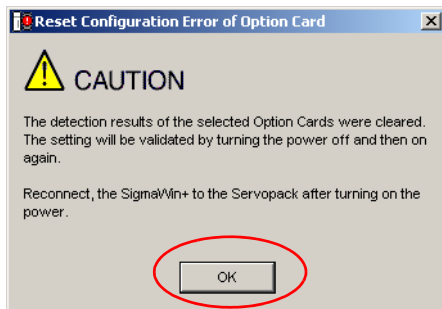 Reset Configuration Error of Option Card
CAUTION
The detection results of the selected Option Cards were cleared.
The setting will be validated by turning the power off and then on
again.
Reconnect, the SigmaWin+ to the Servopack after turning on the
power.
OK